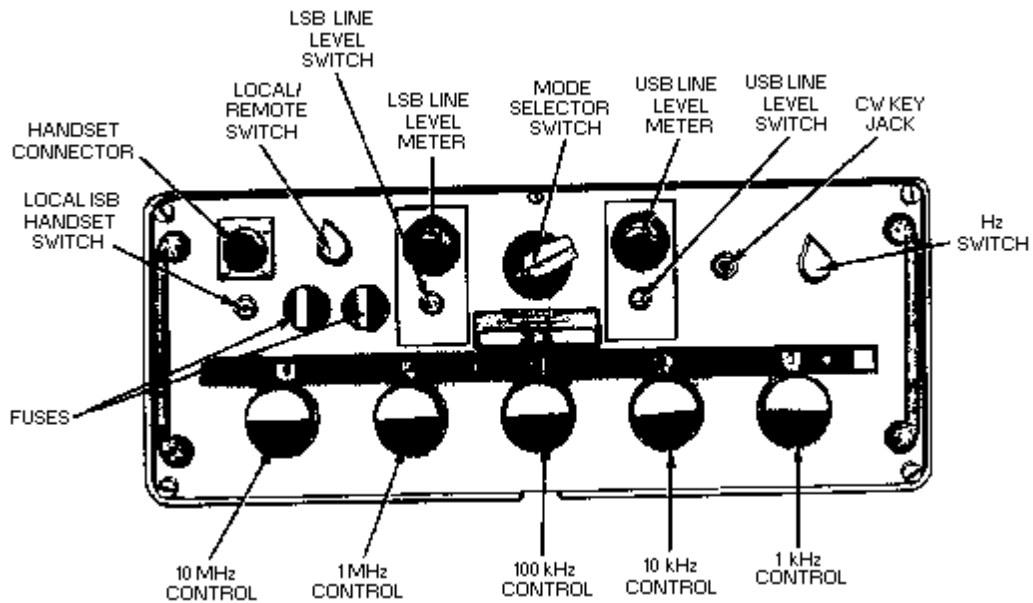 LSB LINE
LEVEL
SWITCH
LOCAL/
REMOTE
SWITCH
LSB LINE
LEVEL
METER
MODE
SELECTOR
SWITCH
USB LINE
LEVEL
METER
USB LINE
LEVEL
SWITCH
CW KEY
JACK
HANDSET
CONNECTOR
LOCAL ISB
HANDSET
SWITCH
Hz
SWITCH
FUSES
10 MHz
CONTROL
1 MHz
CONTROL
100 kHz
CONTROL
10 kHz
CONTROL
1 kHz
CONTROL